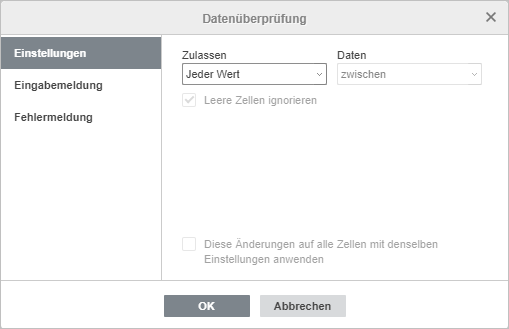 Datenüberprüfung
Einstellungen
Eingabemeldung
Fehlermeldung
Zulassen
Daten
Jeder Wert
zwischen
Leere Zellen ignorieren
Diese Änderungen auf alle Zellen mit denselben
Einstellungen anwenden
OK
Abbrechen